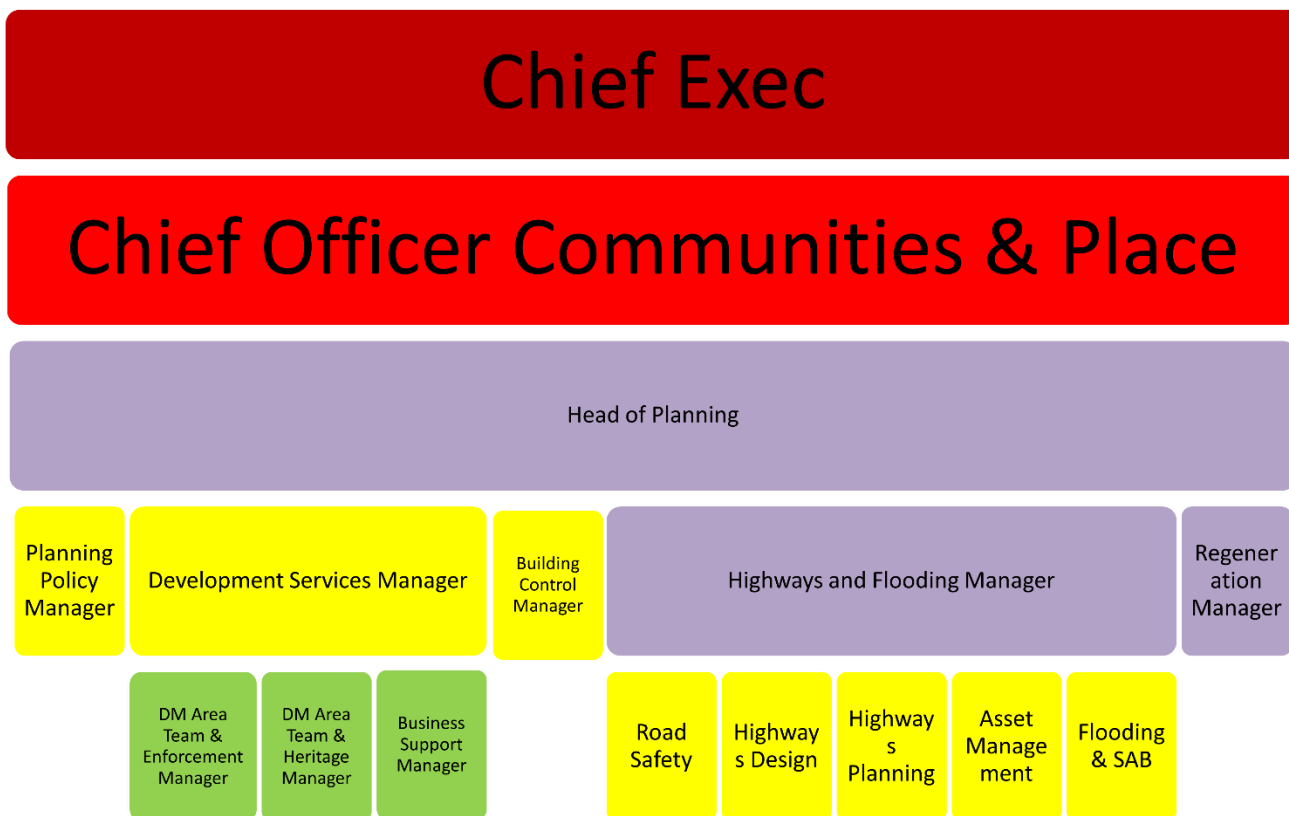 Chief Exec
Chief Officer Communities & Place
Head of Planning
Planning
Policy
Manager
Development Services Manager
Building
Control
Manager
Highways and Flooding Manager
Regener
ation
Manager
DM Area
Team &
Enforcement
Manager
DM Area
Team &
Heritage
Manager
Business
Support
Manager
Road
Safety
Highway
s Design
Highway
s
Planning
Asset
Manage
ment
Flooding
& SAB